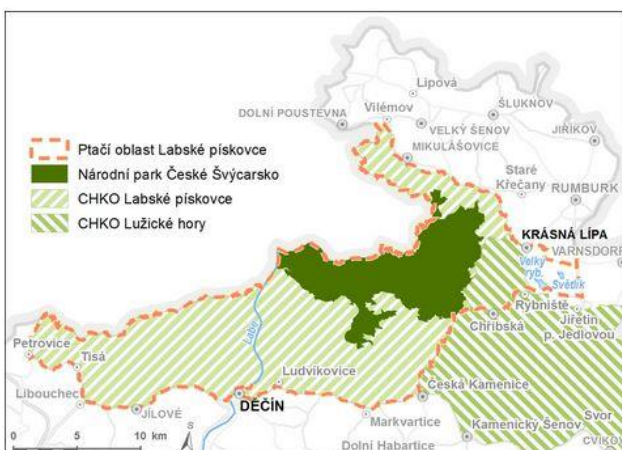 Lipová
DOLNÍ POUSTEVNA
Vilémov
ŠLUKNOV
VELKÝ ŠENOV
JIŘÍKOV
MIKULÁŠOVICE
Ptačí oblast Labské pískovce
Národní park České Švýcarsko
CHKO Labské pískovce
CHKO Lužické hory
Staré
Křečany
RUMBURK
KRÁSNÁ LÍPA
VARNSDORF
Velký
ryb.
Světlík
Rybniště
Chřibská
Jiřetín
p. Jedlovou
Labe
Petrovice
Tisá
Ludvíkovice
Libouchec
JÍLOVÉ
DĚČÍN
Česká Kamenice
Markvartice
Kamenický Šenov
Svor
CVIKOV
Dolní Habartice
0 5 10 km
S